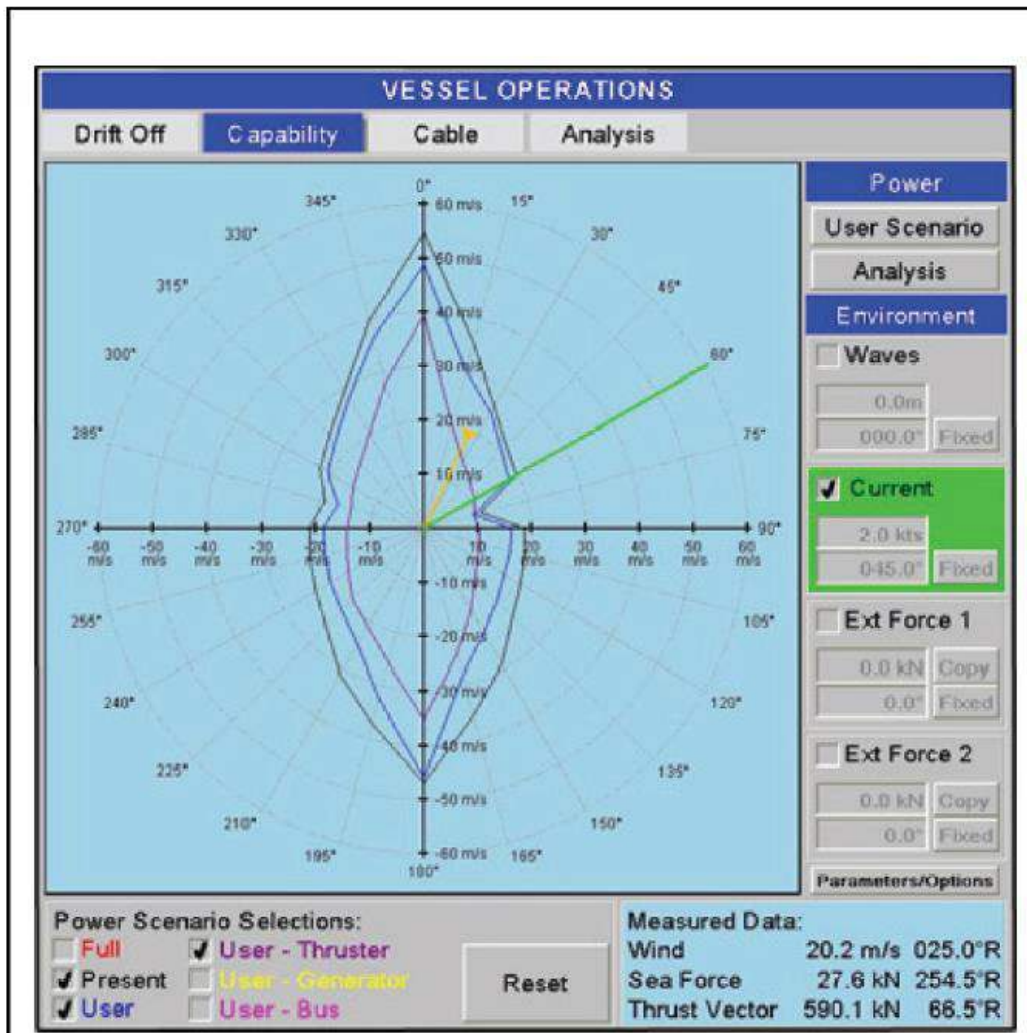 VESSEL OPERATIONS
Drift Off Capability Cable Analysis
0°
345° 60 m/s 15°
330° 30°
50 m/s
315° 45°
40 m/s
300° 30 m/s 60°
20 m/s
285° 75°
10 m/s
270° 90°
-60 m/s -50 m/s -40 m/s -30 m/s -20 m/s -10 m/s 10 m/s 20 m/s 30 m/s 40 m/s 50 m/s 60 m/s
-10 m/s
255° 105°
-20 m/s
-30 m/s
240° 120°
-40 m/s
225° 135°
-50 m/s
210° 150°
195° -60 m/s 165°
180°
Power
User Scenario
Analysis
Environment
Waves
0.0m
000.0° Fixed
Current
2.0 kts
045.0° Fixed
Ext Force 1
0.0 kN Copy
0.0° Fixed
Ext Force 2
0.0 kN Copy
0.0° Fixed
Parameters/Options
Power Scenario Selections:
Full User - Thruster
Present User - Generator
User User - Bus
Reset
Measured Data:
Wind 20.2 m/s 025.0°R
Sea Force 27.6 kN 254.5°R
Thrust Vector 590.1 kN 66.5°R